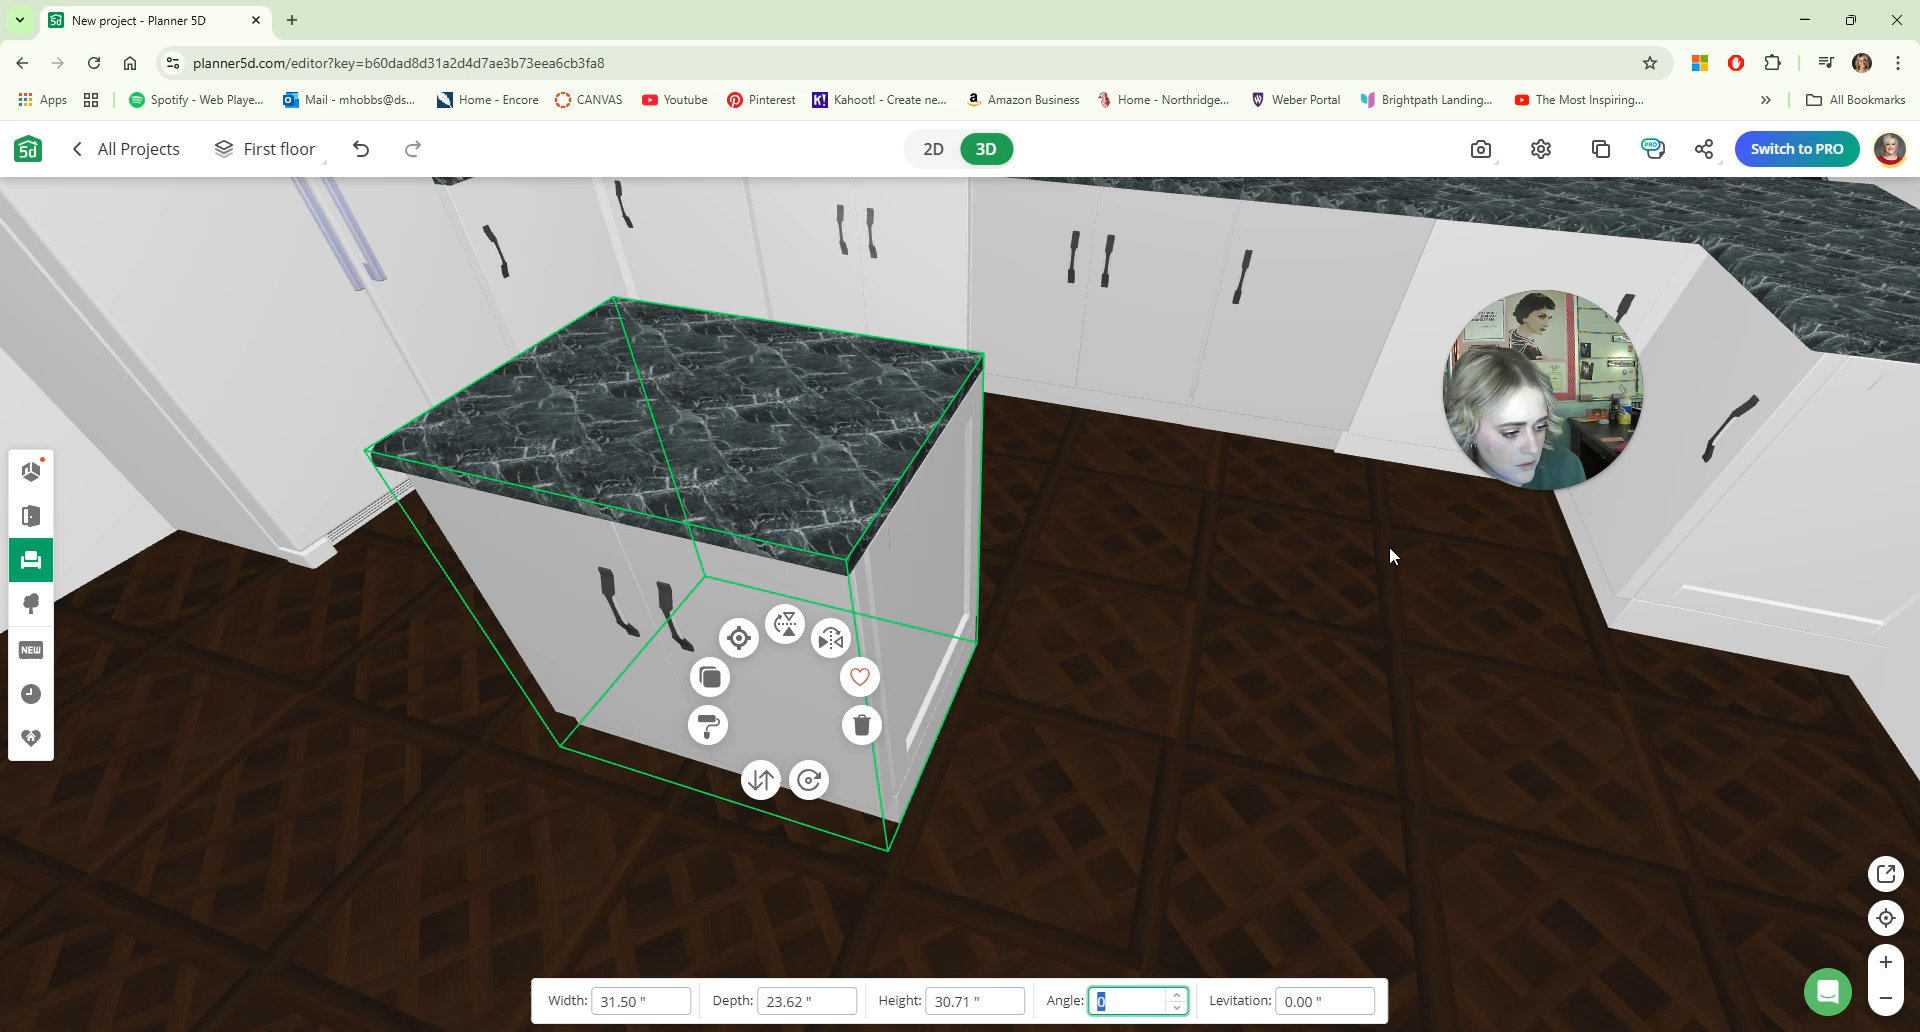 New project - Planner 5D
planner5d.com/editor?key=b60dad8d31a2d4d7ae3b73eea6cb3fa8
Apps
Spotify - Web Playe...
Mail - mhobbs@ds...
Home - Encore
CANVAS
Youtube
Pinterest
Kahoot! - Create ne...
Amazon Business
Home - Northridge...
Weber Portal
Brightpath Landing...
The Most Inspiring...
All Bookmarks
5d
All Projects
First floor
2D
3D
PRO
Switch to PRO
NEW
Width: 31.50 "
Depth: 23.62 "
Height: 30.71 "
Angle: 0
Levitation: 0.00 "